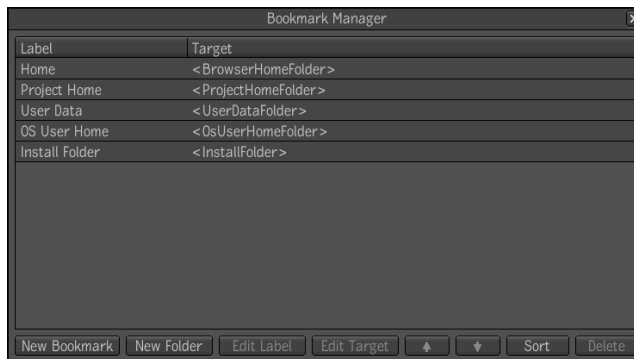 Bookmark Manager
Label Target
Home <BrowserHomeFolder>
Project Home <ProjectHomeFolder>
User Data <UserDataFolder>
OS User Home <OsUserHomeFolder>
Install Folder <InstallFolder>
New Bookmark New Folder Edit Label Edit Target Sort Delete